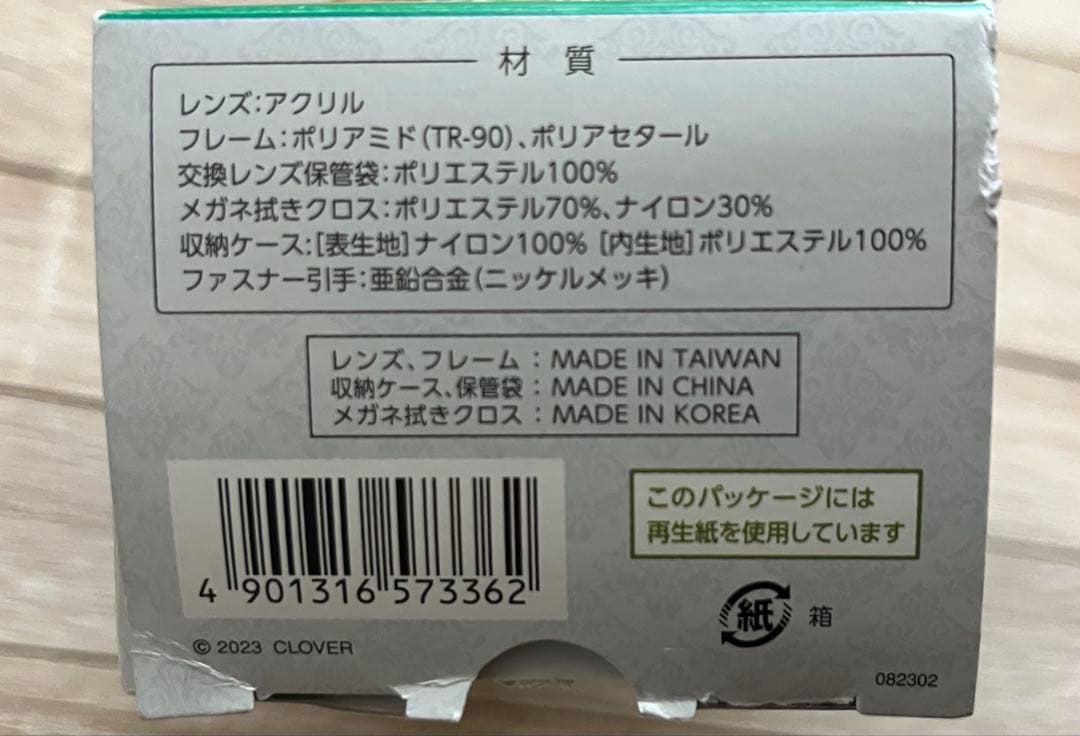 材 質
レンズ:アクリル
フレーム:ポリアミド(TR-90)、ポリアセタール
交換レンズ保管袋:ポリエステル100%
メガネ拭きクロス:ポリエステル70%、ナイロン30%
収納ケース:[表生地]ナイロン100% [内生地]ポリエステル100%
ファスナー引手:亜鉛合金(ニッケルメッキ)
レンズ、フレーム : MADE IN TAIWAN
収納ケース、保管袋 : MADE IN CHINA
メガネ拭きクロス : MADE IN KOREA
このパッケージには
再生紙を使用しています
4 901316 573362
紙 箱
© 2023 CLOVER
082302